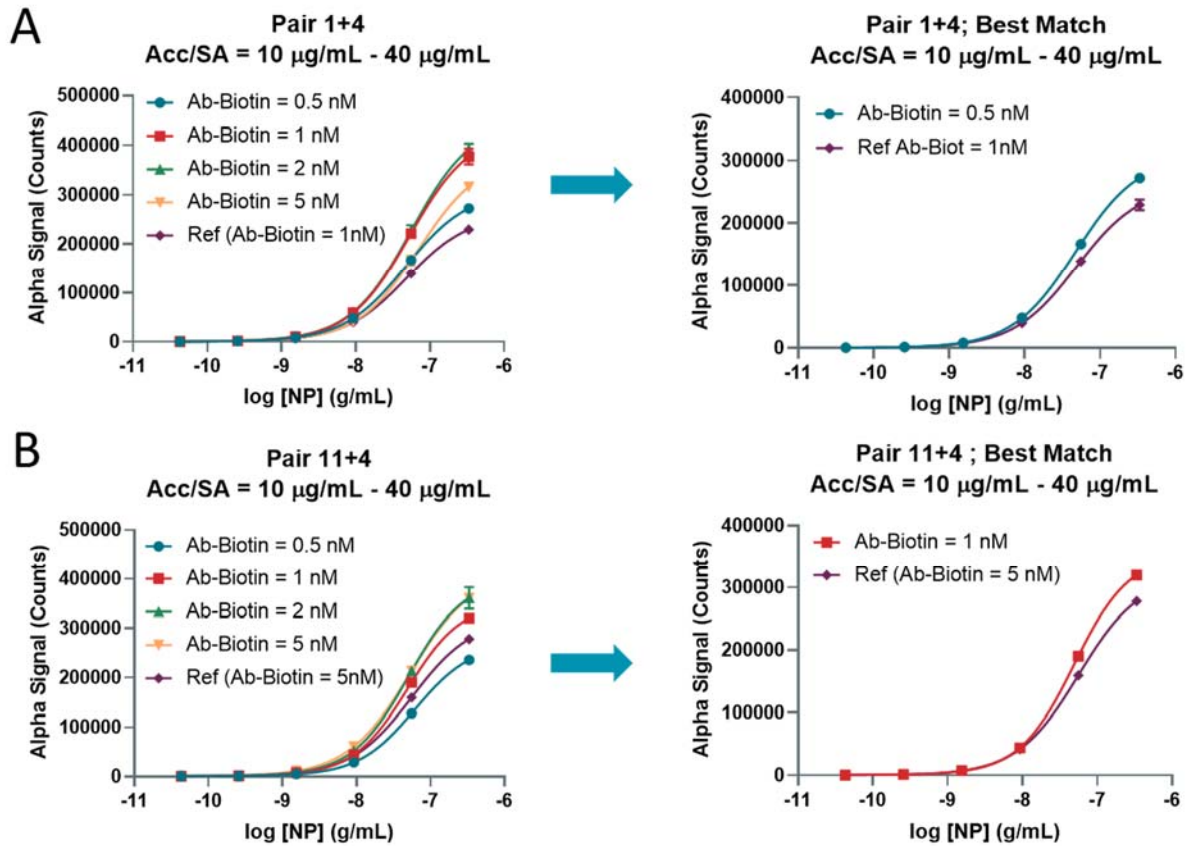 A
Pair 1+4
Acc/SA = 10 μg/mL - 40 μg/mL
Alpha Signal (Counts)
500000
400000
300000
200000
100000
0
Ab-Biotin = 0.5 nM
Ab-Biotin = 1 nM
Ab-Biotin = 2 nM
Ab-Biotin = 5 nM
Ref (Ab-Biotin = 1nM)
-11 -10 -9 -8 -7 -6
log [NP] (g/mL)
Pair 1+4; Best Match
Acc/SA = 10 μg/mL - 40 μg/mL
Alpha Signal (Counts)
400000
300000
200000
100000
0
Ab-Biotin = 0.5 nM
Ref Ab-Biot = 1nM
-11 -10 -9 -8 -7 -6
log [NP] (g/mL)
B
Pair 11+4
Acc/SA = 10 μg/mL - 40 μg/mL
Alpha Signal (Counts)
500000
400000
300000
200000
100000
0
Ab-Biotin = 0.5 nM
Ab-Biotin = 1 nM
Ab-Biotin = 2 nM
Ab-Biotin = 5 nM
Ref (Ab-Biotin = 5nM)
-11 -10 -9 -8 -7 -6
log [NP] (g/mL)
Pair 11+4 ; Best Match
Acc/SA = 10 μg/mL - 40 μg/mL
Alpha Signal (Counts)
400000
300000
200000
100000
0
Ab-Biotin = 1 nM
Ref (Ab-Biotin = 5 nM)
-11 -10 -9 -8 -7 -6
log [NP] (g/mL)